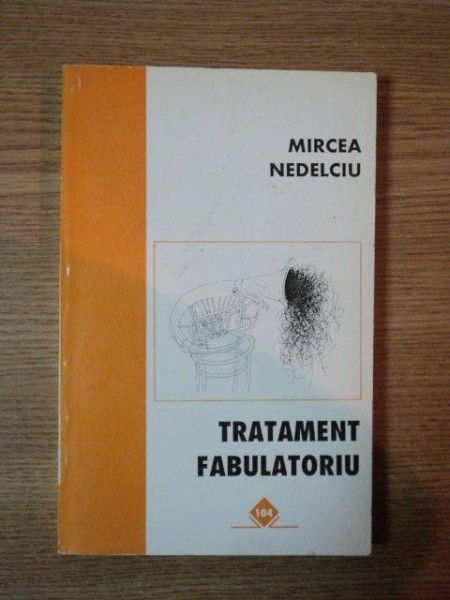 MIRCEA
NEDELCIU
TRATAMENT
FABULATORIU
104